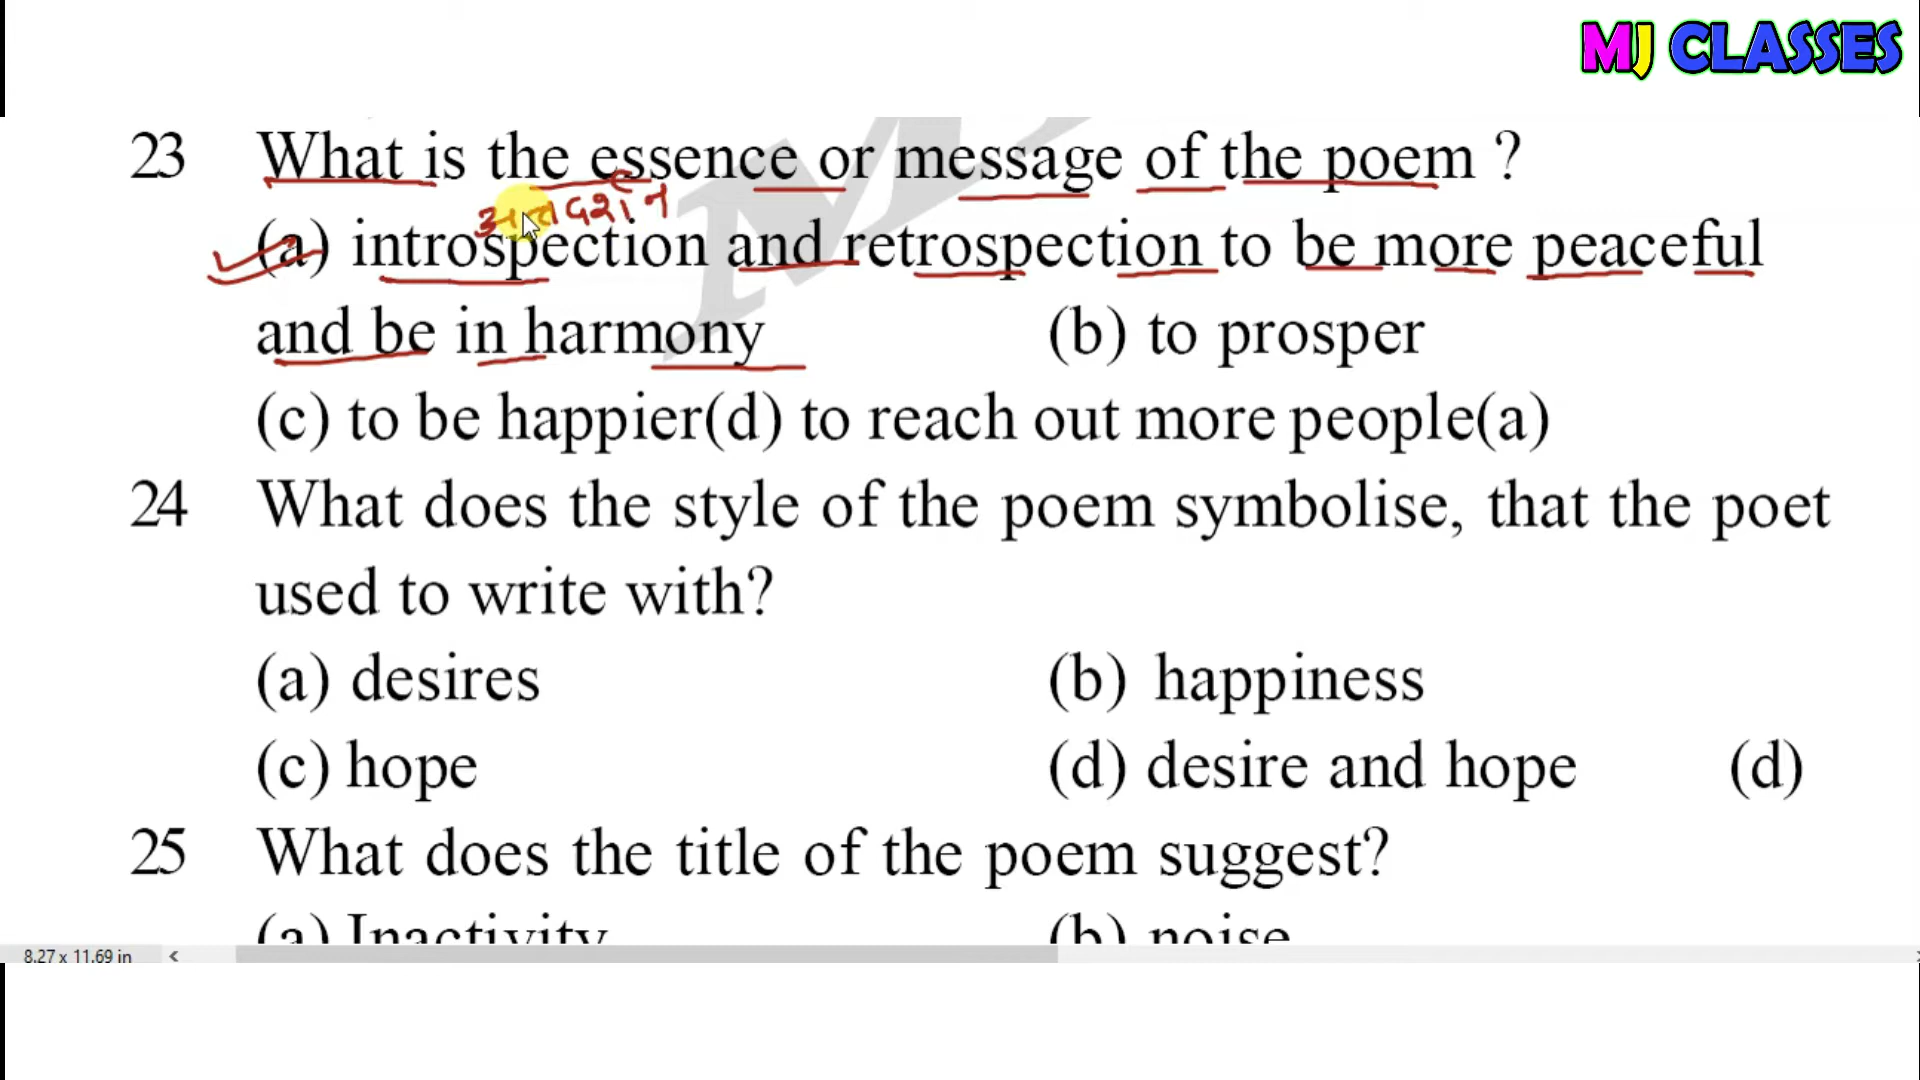 MJ CLASSES
23 What is the essence or message of the poem ?
(a) introspection and retrospection to be more peaceful
and be in harmony (b) to prosper
(c) to be happier(d) to reach out more people(a)
24 What does the style of the poem symbolise, that the poet
used to write with?
(a) desires (b) happiness
(c) hope (d) desire and hope (d)
25 What does the title of the poem suggest?
(a) Inactivity (b) noise
8.27 x 11.69 in